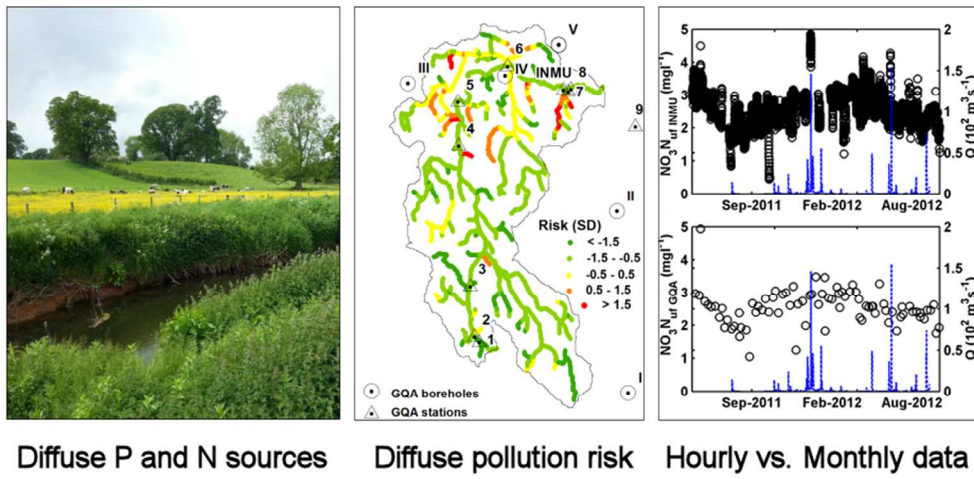 V
6
III
IV
INMU 8
7
5
9
4
II
Risk (SD)
< -1.5
-1.5 - -0.5
-0.5 - 0.5
0.5 - 1.5
> 1.5
3
2
1
I
GQA boreholes
GQA stations
NO3Nuf INMU (mgl-1)
5
4
3
2
1
0
2
1.5
1
0.5
0
Q (10² m³s-1)
Sep-2011 Feb-2012 Aug-2012
NO3Nuf GQA (mgl-1)
5
4
3
2
1
0
2
1.5
1
0.5
0
Q (10² m³s-1)
Sep-2011 Feb-2012 Aug-2012
Diffuse P and N sources
Diffuse pollution risk
Hourly vs. Monthly data